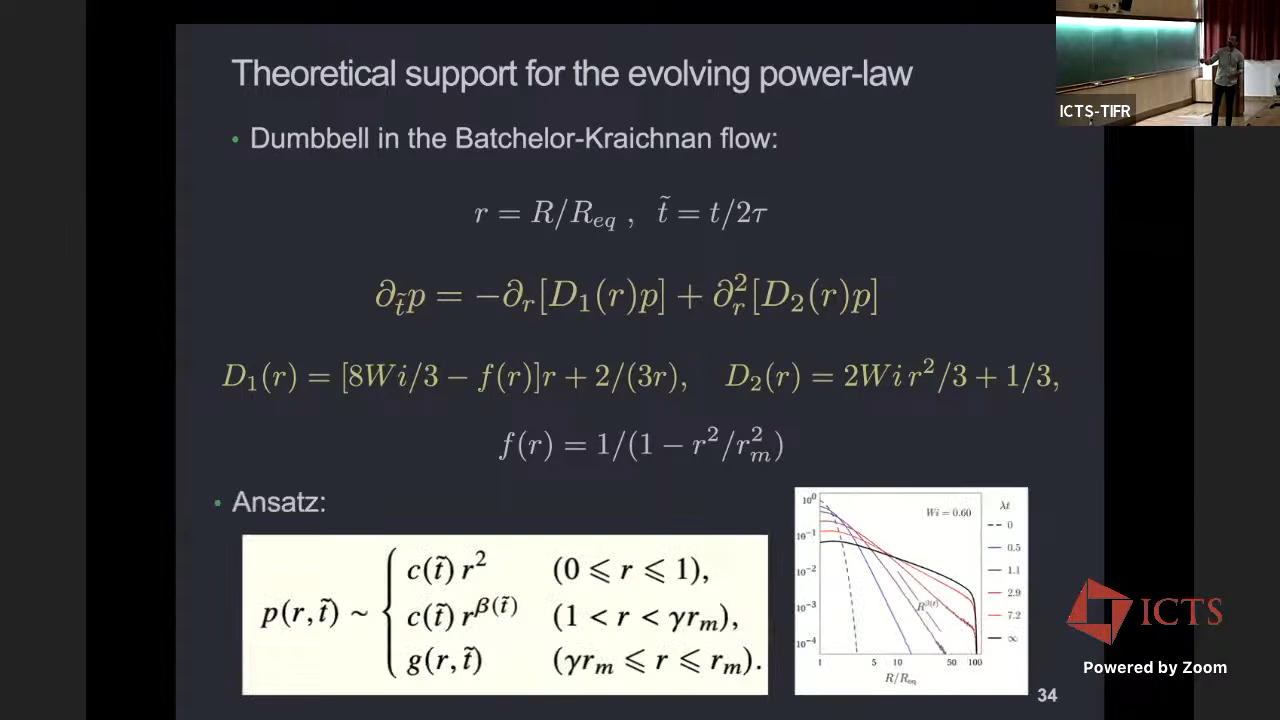 Theoretical support for the evolving power-law
ICTS-TIFR
• Dumbbell in the Batchelor-Kraichnan flow:
r = R/R_{eq} , t̃ = t/2τ
∂_{t̃}p = −∂_r[D_1(r)p] + ∂_r^2[D_2(r)p]
D_1(r) = [8Wi/3 − f(r)]r + 2/(3r), D_2(r) = 2Wi r^2/3 + 1/3,
f(r) = 1/(1 − r^2/r_m^2)
• Ansatz:
p(r, t̃) ~ {
c(t̃) r^2 (0 ⩽ r ⩽ 1),
c(t̃) r^{β(t̃)} (1 < r < γr_m),
g(r, t̃) (γr_m ⩽ r ⩽ r_m).
10^0
10^{-1}
10^{-2}
10^{-3}
10^{-4}
Wi = 0.60
R^{β(t)}
1 5 10 50 100
R/R_{eq}
λt
0
0.5
1.1
2.9
7.2
∞
ICTS
Powered by Zoom
34